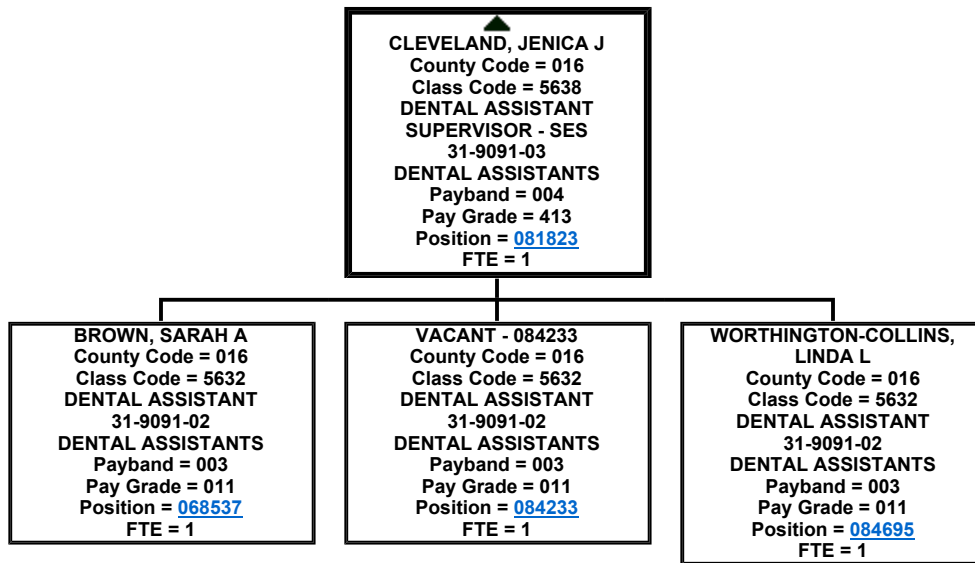 CLEVELAND, JENICA J
County Code = 016
Class Code = 5638
DENTAL ASSISTANT
SUPERVISOR - SES
31-9091-03
DENTAL ASSISTANTS
Payband = 004
Pay Grade = 413
Position = 081823
FTE = 1
BROWN, SARAH A
County Code = 016
Class Code = 5632
DENTAL ASSISTANT
31-9091-02
DENTAL ASSISTANTS
Payband = 003
Pay Grade = 011
Position = 068537
FTE = 1
VACANT - 084233
County Code = 016
Class Code = 5632
DENTAL ASSISTANT
31-9091-02
DENTAL ASSISTANTS
Payband = 003
Pay Grade = 011
Position = 084233
FTE = 1
WORTHINGTON-COLLINS,
LINDA L
County Code = 016
Class Code = 5632
DENTAL ASSISTANT
31-9091-02
DENTAL ASSISTANTS
Payband = 003
Pay Grade = 011
Position = 084695
FTE = 1